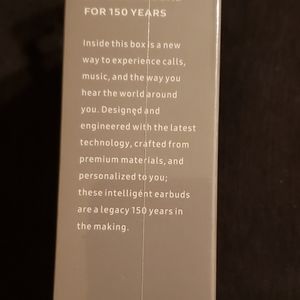 FOR 150 YEARS
Inside this box is a new
way to experience calls,
music, and the way you
hear the world around
you. Designed and
engineered with the latest
technology, crafted from
premium materials, and
personalized to you;
these intelligent earbuds
are a legacy 150 years in
the making.